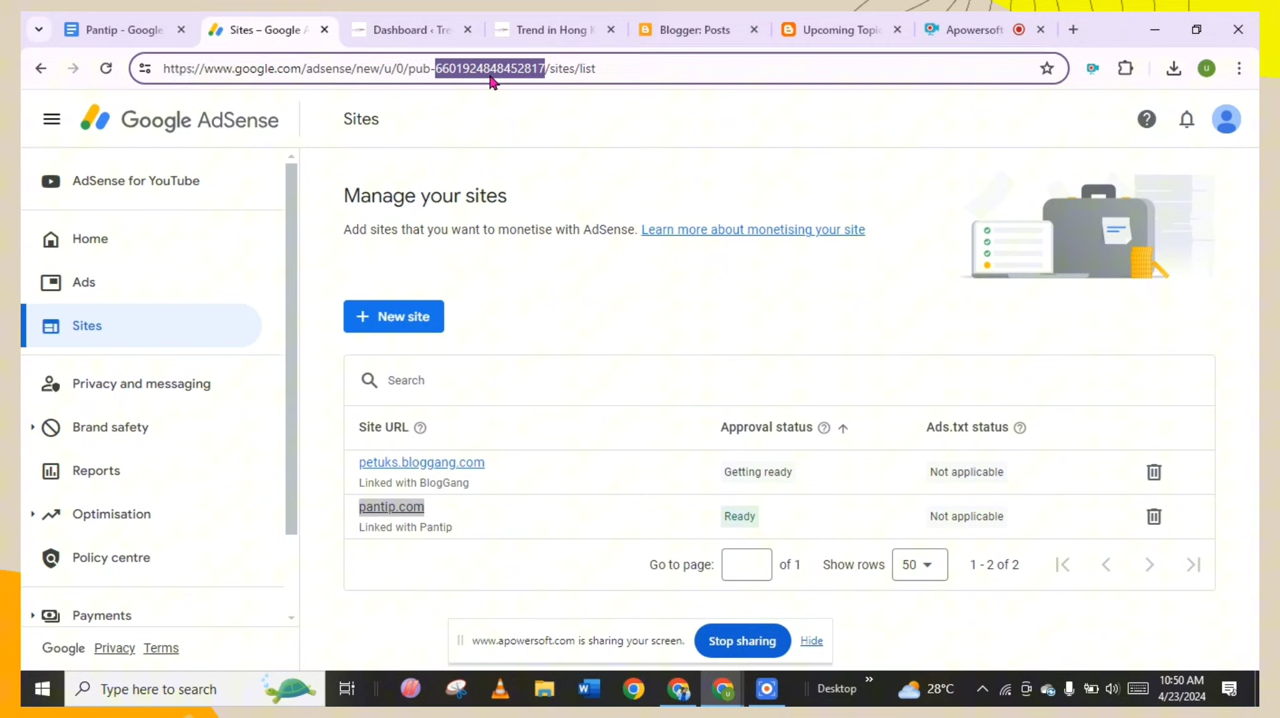 Pantip - Google
Sites – Google A
Dashboard ‹ Tre
Trend in Hong K
Blogger: Posts
Upcoming Topi
Apowersoft
https://www.google.com/adsense/new/u/0/pub-6601924848452817/sites/list
u
Google AdSense
Sites
AdSense for YouTube
Home
Ads
Sites
Privacy and messaging
Brand safety
Reports
Optimisation
Policy centre
Payments
Google Privacy Terms
Manage your sites
Add sites that you want to monetise with AdSense. Learn more about monetising your site
+ New site
Search
Site URL Approval status Ads.txt status
petuks.bloggang.com Getting ready Not applicable
Linked with BlogGang
pantip.com Ready Not applicable
Linked with Pantip
Go to page: of 1 Show rows 50 1 - 2 of 2
www.apowersoft.com is sharing your screen. Stop sharing Hide
Type here to search
Desktop
28°C
10:50 AM
4/23/2024